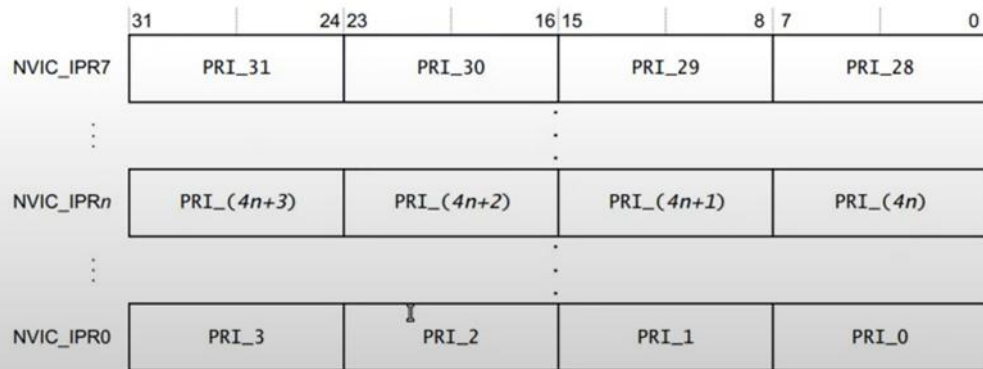 31 24 23 16 15 8 7 0
NVIC_IPR7 PRI_31 PRI_30 PRI_29 PRI_28
NVIC_IPRn PRI_(4n+3) PRI_(4n+2) PRI_(4n+1) PRI_(4n)
NVIC_IPR0 PRI_3 PRI_2 PRI_1 PRI_0